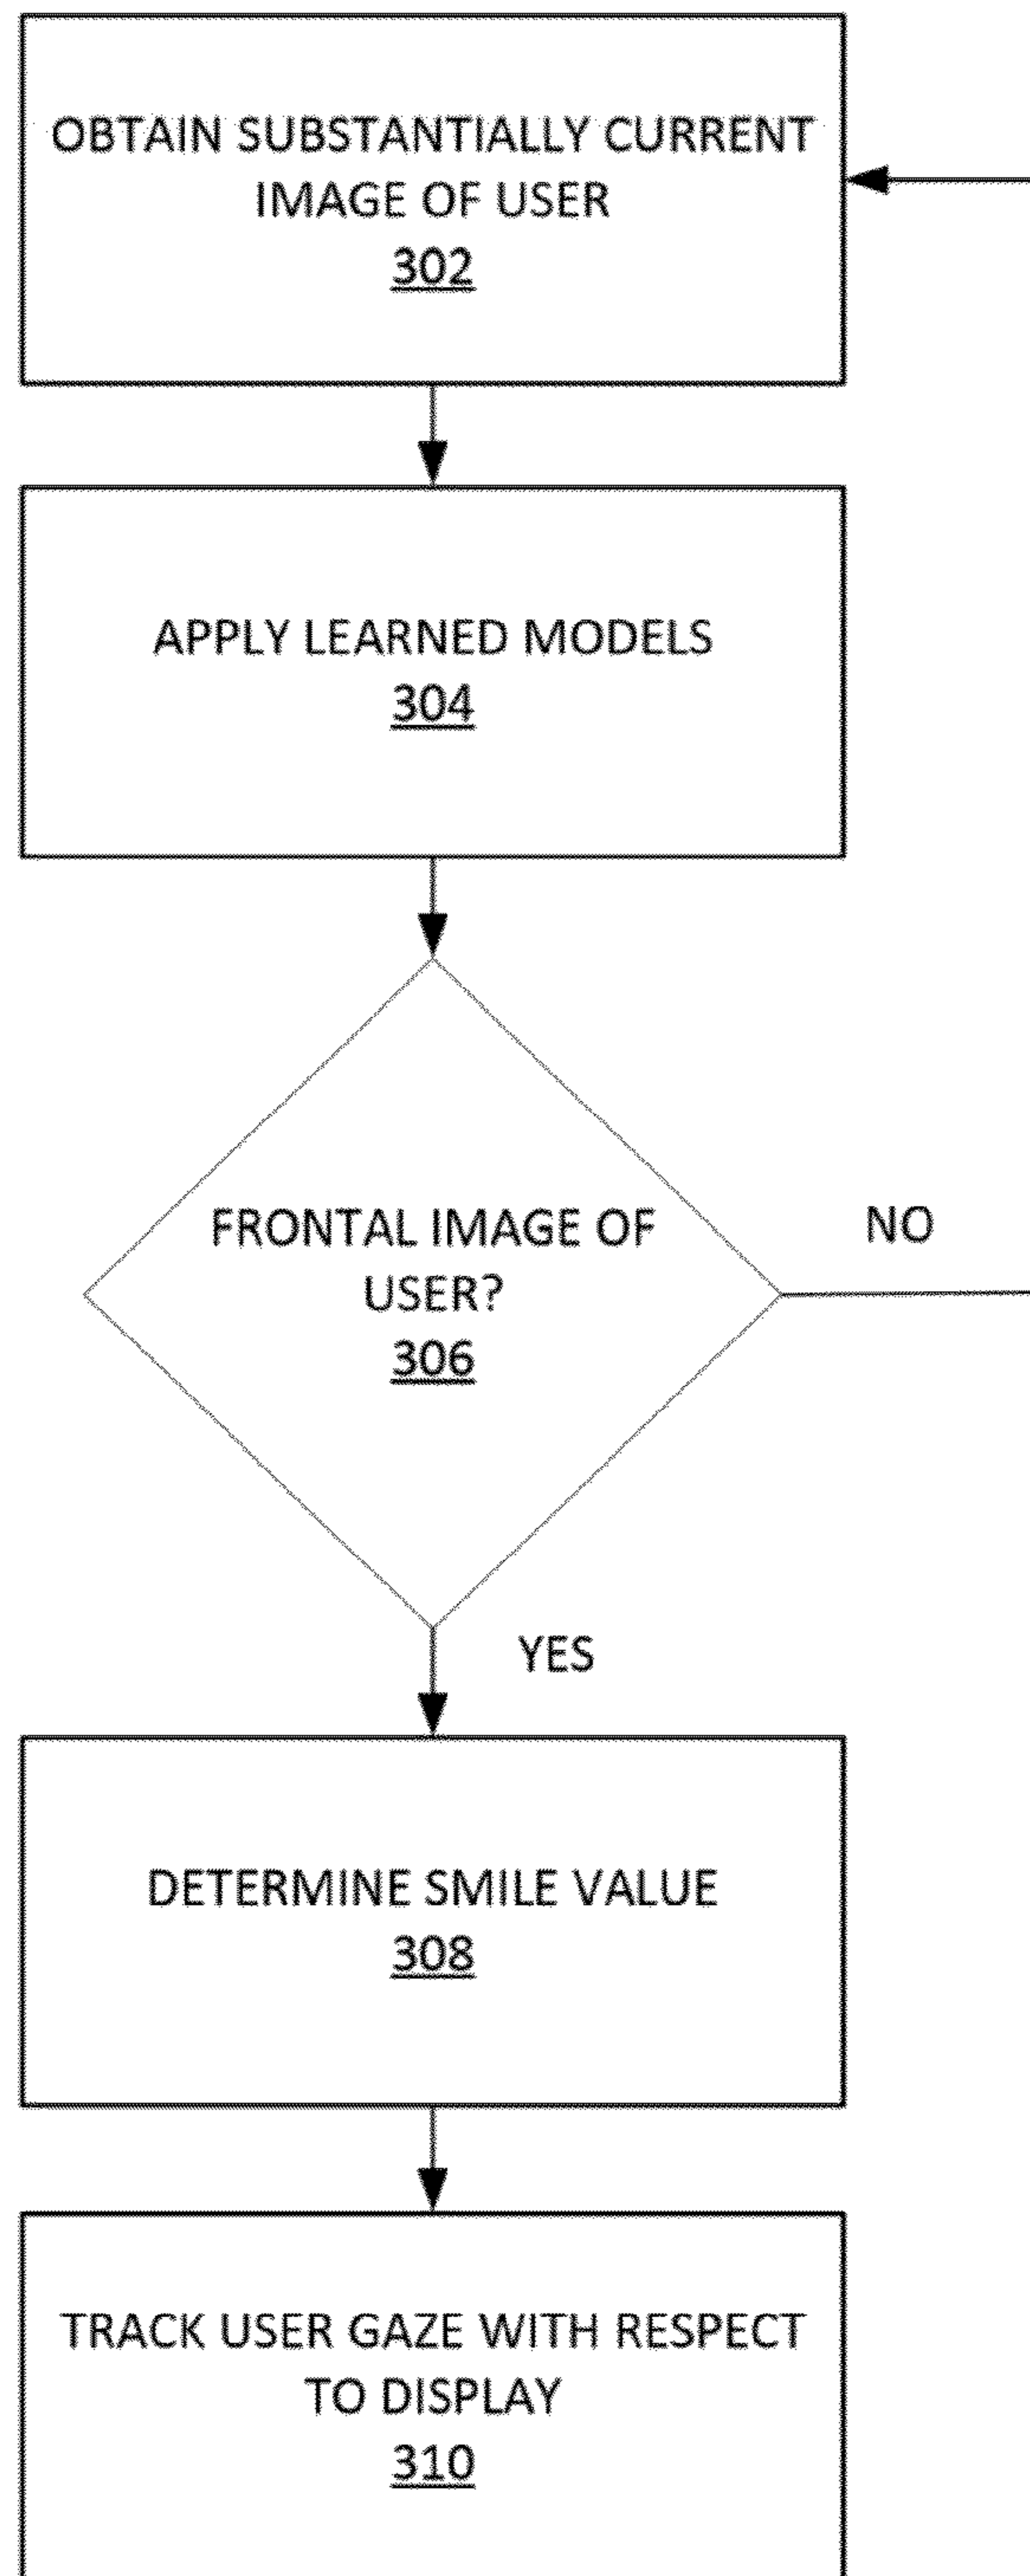 OBTAIN SUBSTANTIALLY CURRENT
IMAGE OF USER
302
APPLY LEARNED MODELS
304
FRONTAL IMAGE OF
USER?
306
NO
YES
DETERMINE SMILE VALUE
308
TRACK USER GAZE WITH RESPECT
TO DISPLAY
310